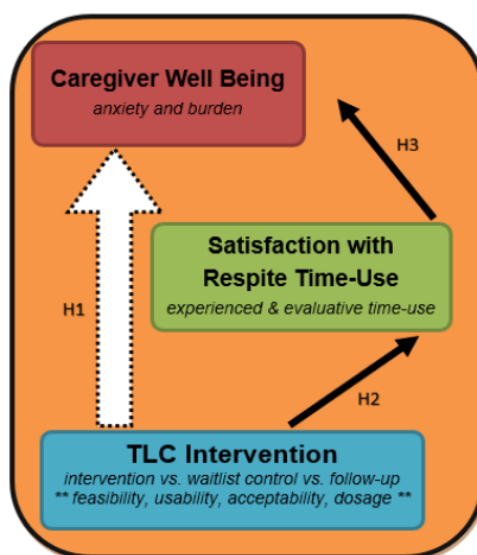 Caregiver Well Being
anxiety and burden
H3
Satisfaction with
Respite Time-Use
experienced & evaluative time-use
H1
H2
TLC Intervention
intervention vs. waitlist control vs. follow-up
** feasibility, usability, acceptability, dosage **